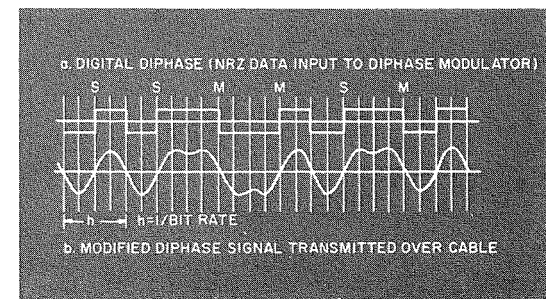 a. DIGITAL DIPHASE (NRZ DATA INPUT TO DIPHASE MODULATOR)
S S M M S M
h h=1/BIT RATE
b. MODIFIED DIPHASE SIGNAL TRANSMITTED OVER CABLE